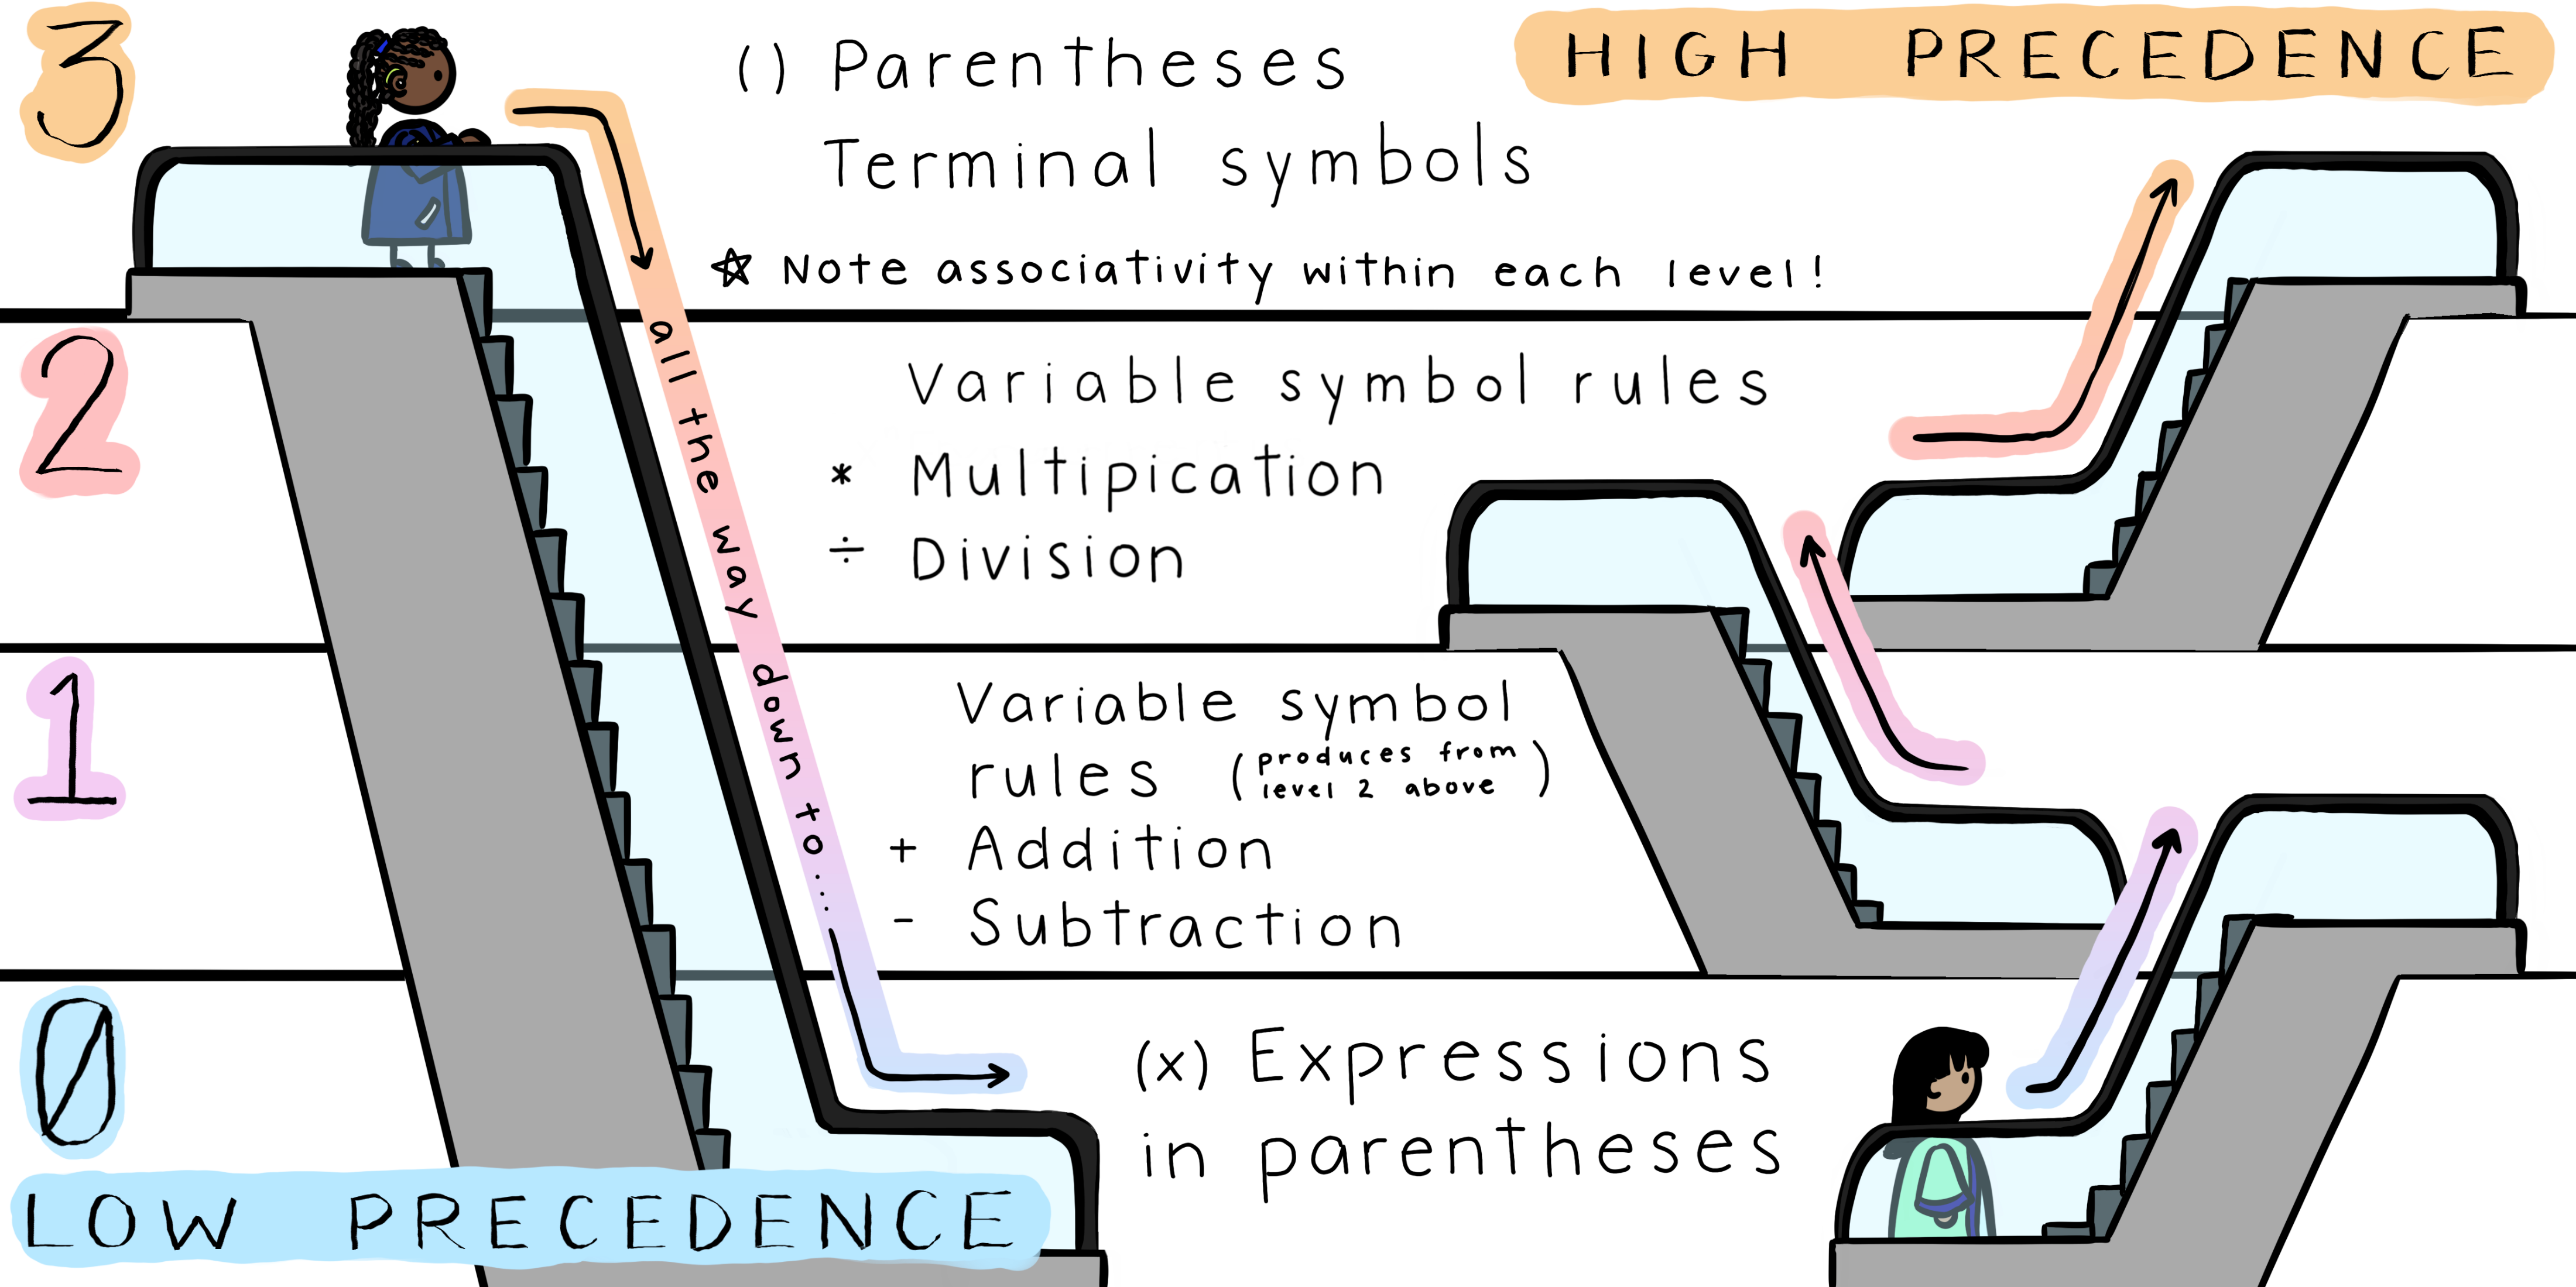 3
() Parentheses
HIGH PRECEDENCE
Terminal symbols
☆ Note associativity within each level!
all the way down to.....
2
Variable symbol rules
* Multipication
÷ Division
1
Variable symbol
rules (produces from
level 2 above)
+ Addition
- Subtraction
0
(x) Expressions
in parentheses
LOW PRECEDENCE